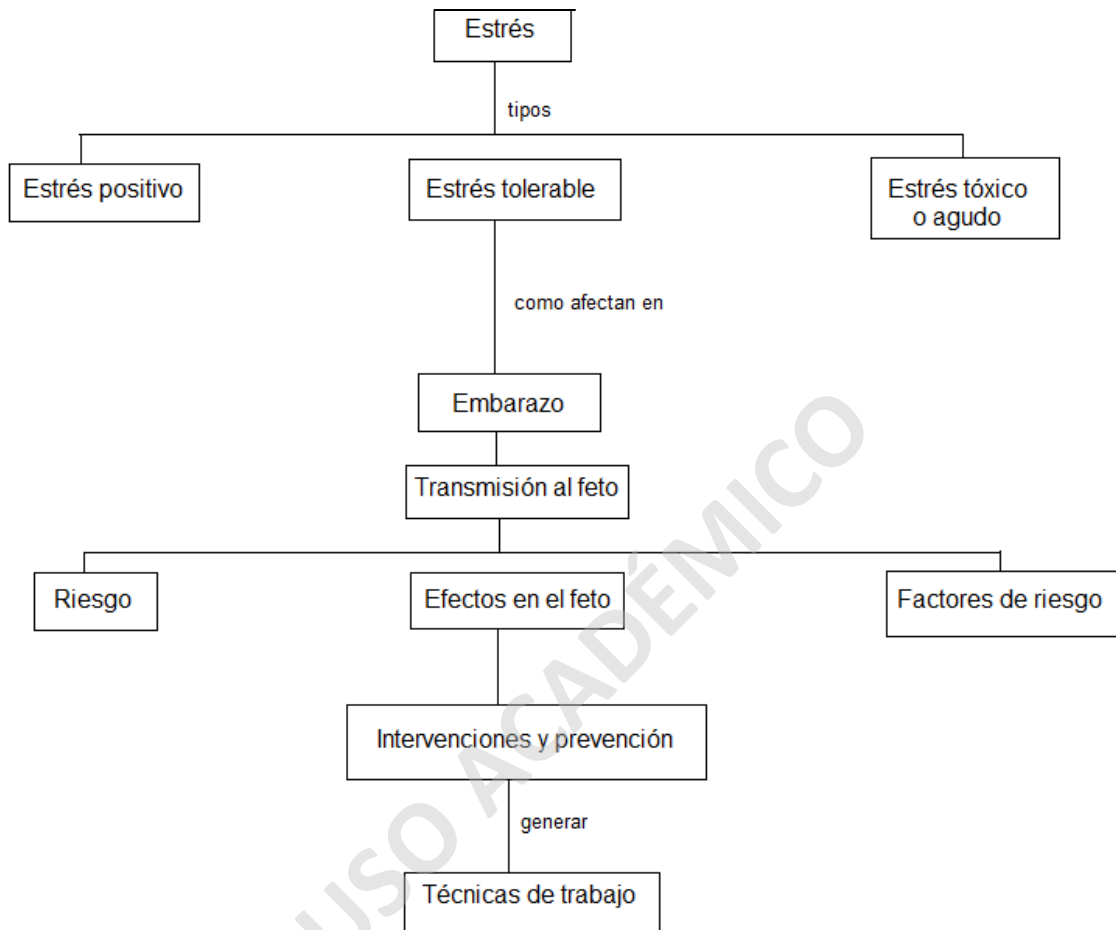 Estrés
tipos
Estrés positivo
Estrés tolerable
Estrés tóxico
o agudo
como afectan en
Embarazo
Transmisión al feto
Riesgo
Efectos en el feto
Factores de riesgo
Intervenciones y prevención
generar
Técnicas de trabajo
USO ACADÉMICO